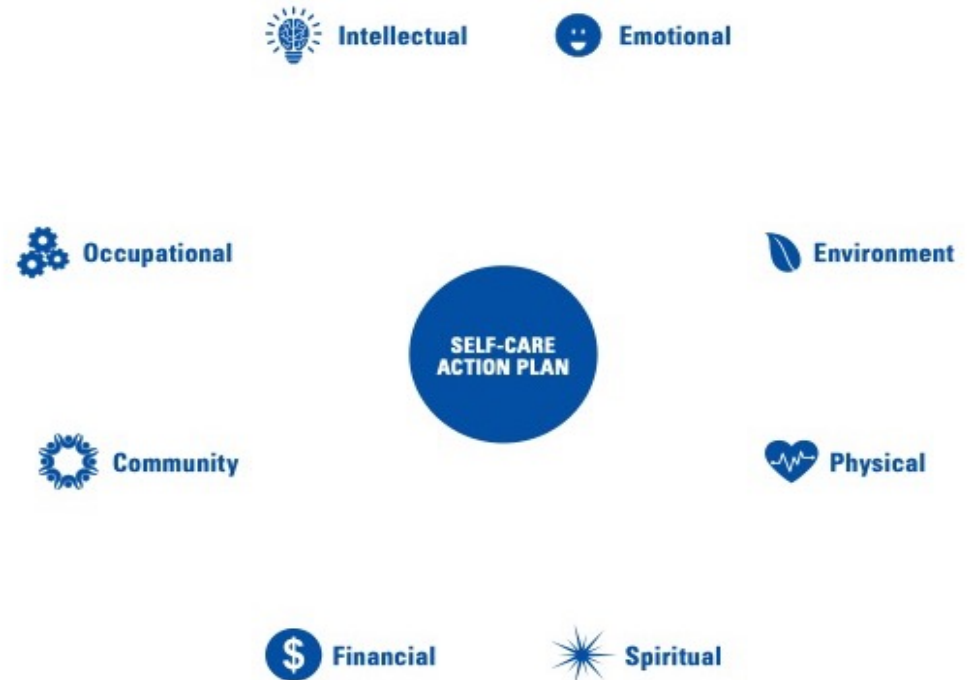 Intellectual
Emotional
Occupational
Environment
SELF-CARE
ACTION PLAN
Community
Physical
$ Financial
Spiritual